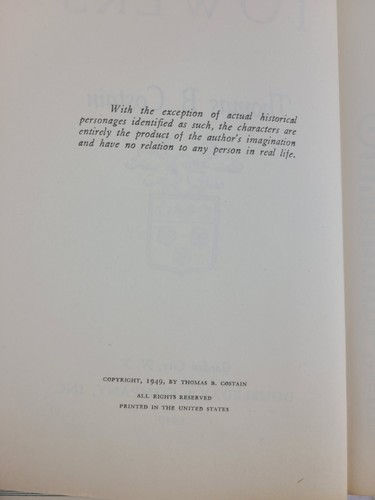 With the exception of actual historical
personages identified as such, the characters are
entirely the product of the author's imagination
and have no relation to any person in real life.
COPYRIGHT, 1949, BY THOMAS B. COSTAIN
ALL RIGHTS RESERVED
PRINTED IN THE UNITED STATES